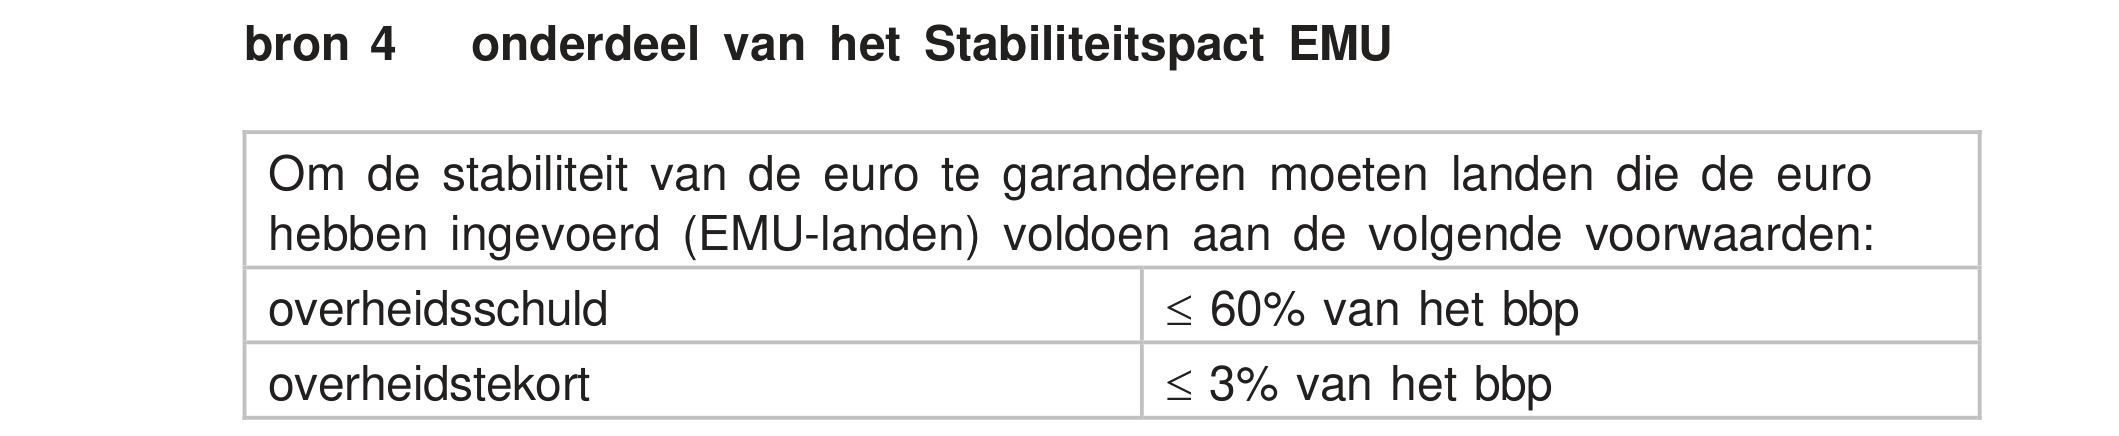 bron 4 onderdeel van het Stabiliteitspact EMU
Om de stabiliteit van de euro te garanderen moeten landen die de euro
hebben ingevoerd (EMU-landen) voldoen aan de volgende voorwaarden:
overheidsschuld ≤ 60% van het bbp
overheidstekort ≤ 3% van het bbp